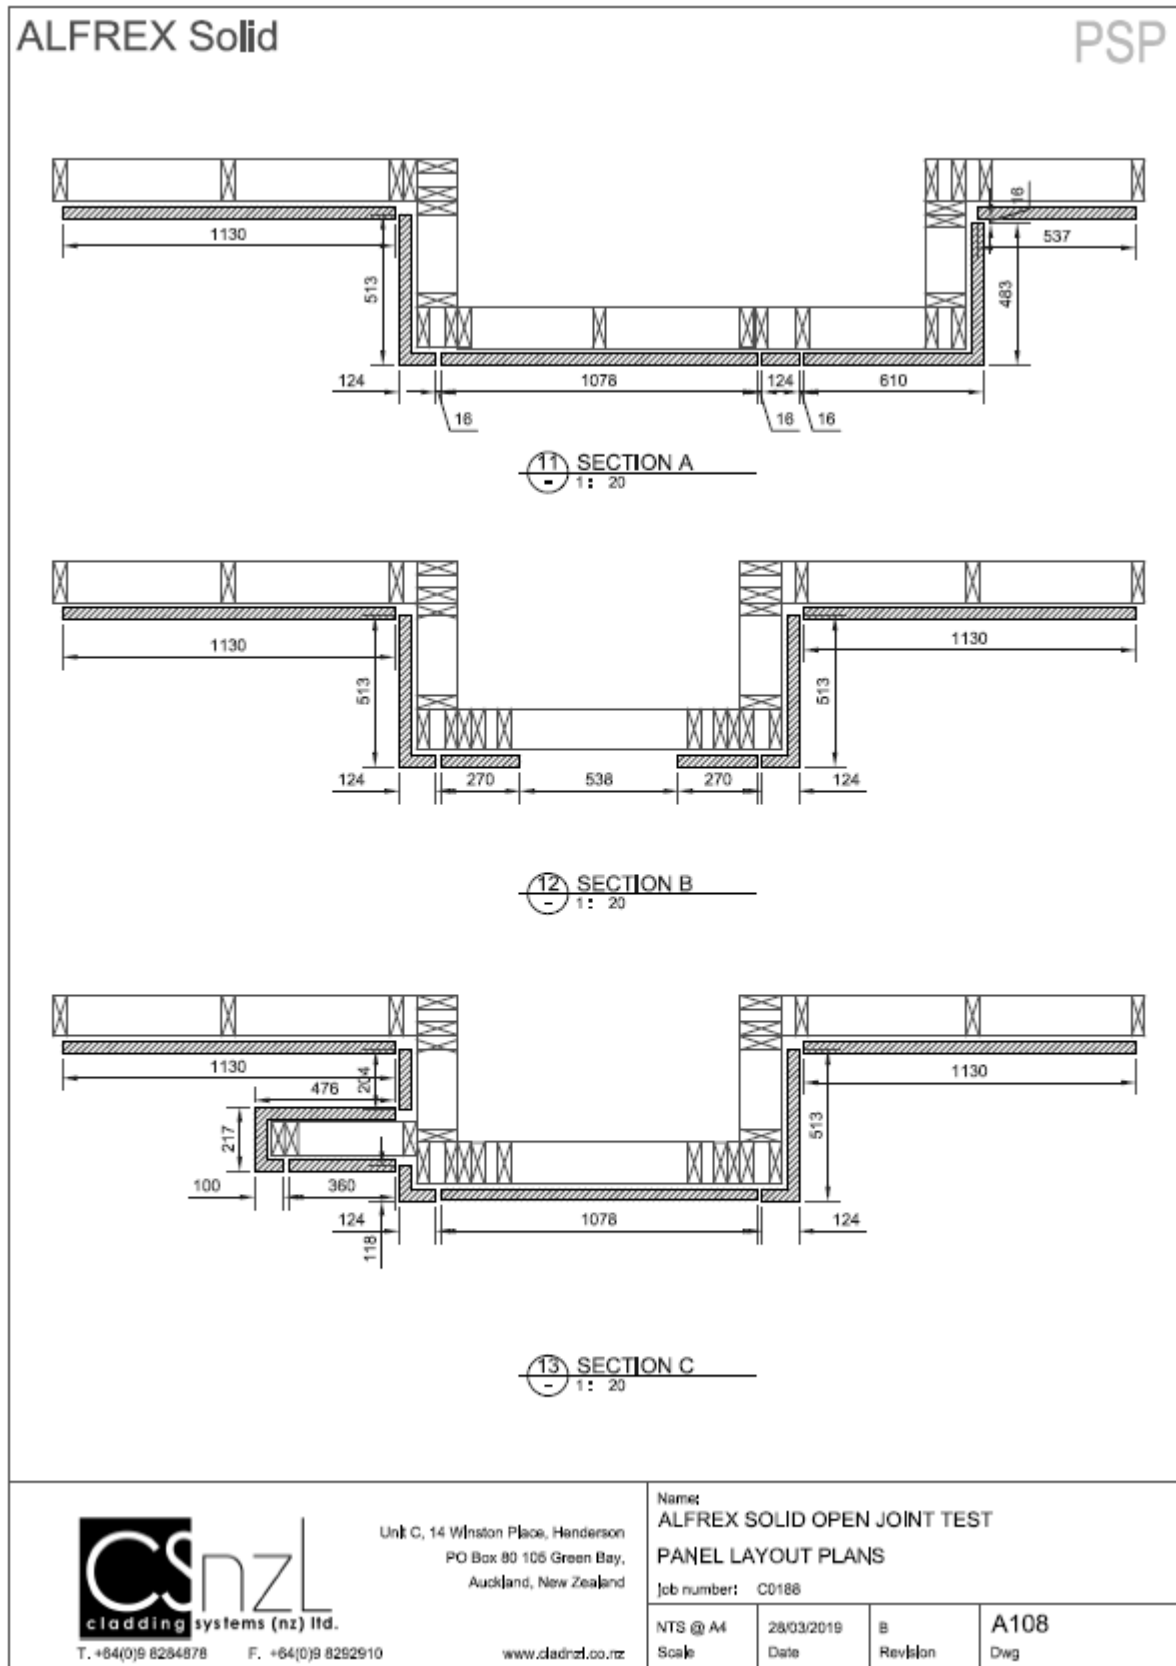 ALFREX Solid
PSP
1130
513
16
537
483
124
1078
124
610
16
16
16
11 SECTION A
- 1: 20
1130
513
1130
513
124
270
538
270
124
12 SECTION B
- 1: 20
1130
204
476
217
1130
513
100
360
124
1078
124
118
13 SECTION C
- 1: 20
CSnzl
cladding systems (nz) ltd.
T. +64(0)9 8284878 F. +64(0)9 8292910
Unit C, 14 Winston Place, Henderson
PO Box 80 105 Green Bay,
Auckland, New Zealand
www.cladnzl.co.nz
Name:
ALFREX SOLID OPEN JOINT TEST
PANEL LAYOUT PLANS
job number: C0188
NTS @ A4
Scale
28/03/2019
Date
B
Revision
A108
Dwg